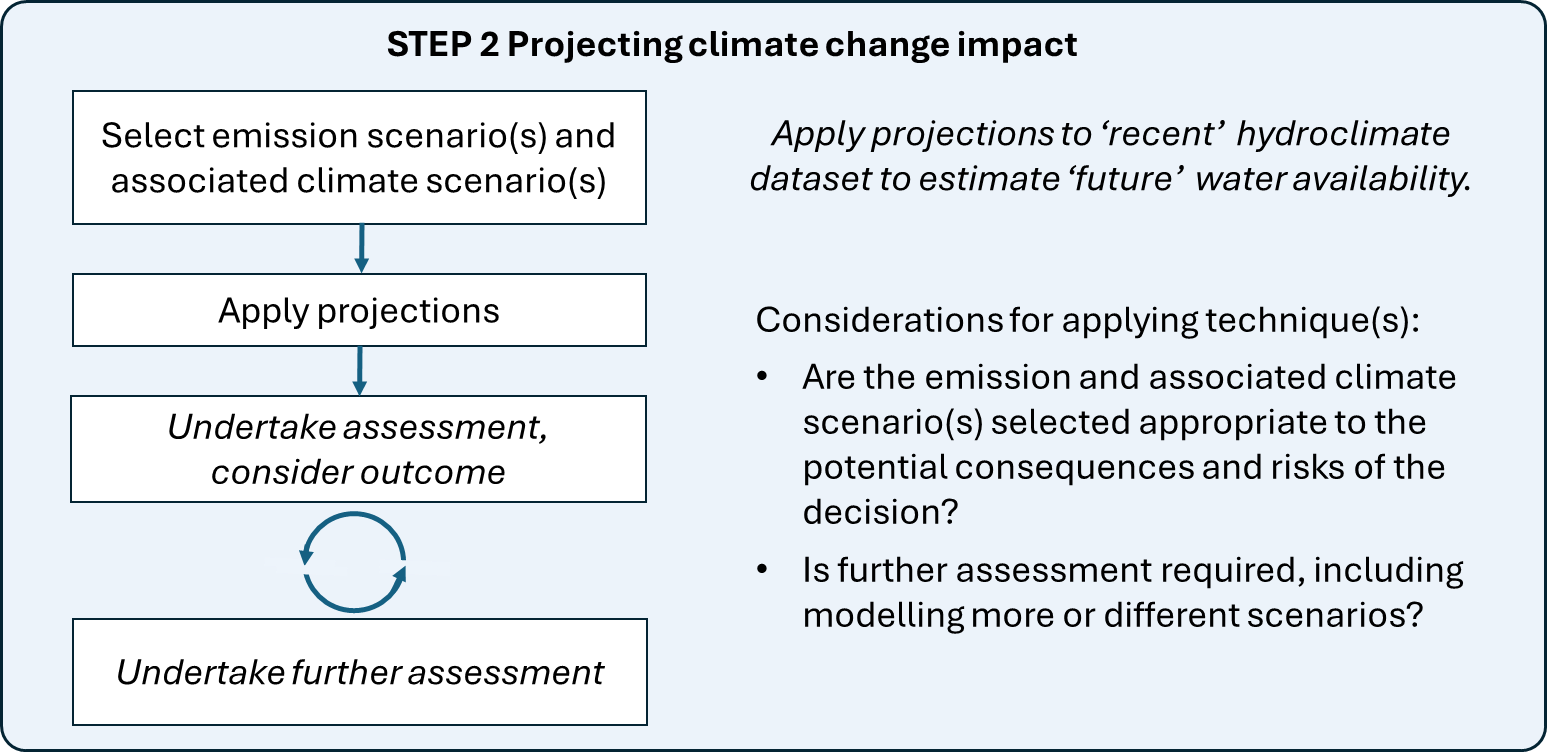 STEP 2 Projecting climate change impact
Select emission scenario(s) and
associated climate scenario(s)
Apply projections
Undertake assessment,
consider outcome
Undertake further assessment
Apply projections to ‘recent’ hydroclimate
dataset to estimate ‘future’ water availability.
Considerations for applying technique(s):
• Are the emission and associated climate
scenario(s) selected appropriate to the
potential consequences and risks of the
decision?
• Is further assessment required, including
modelling more or different scenarios?